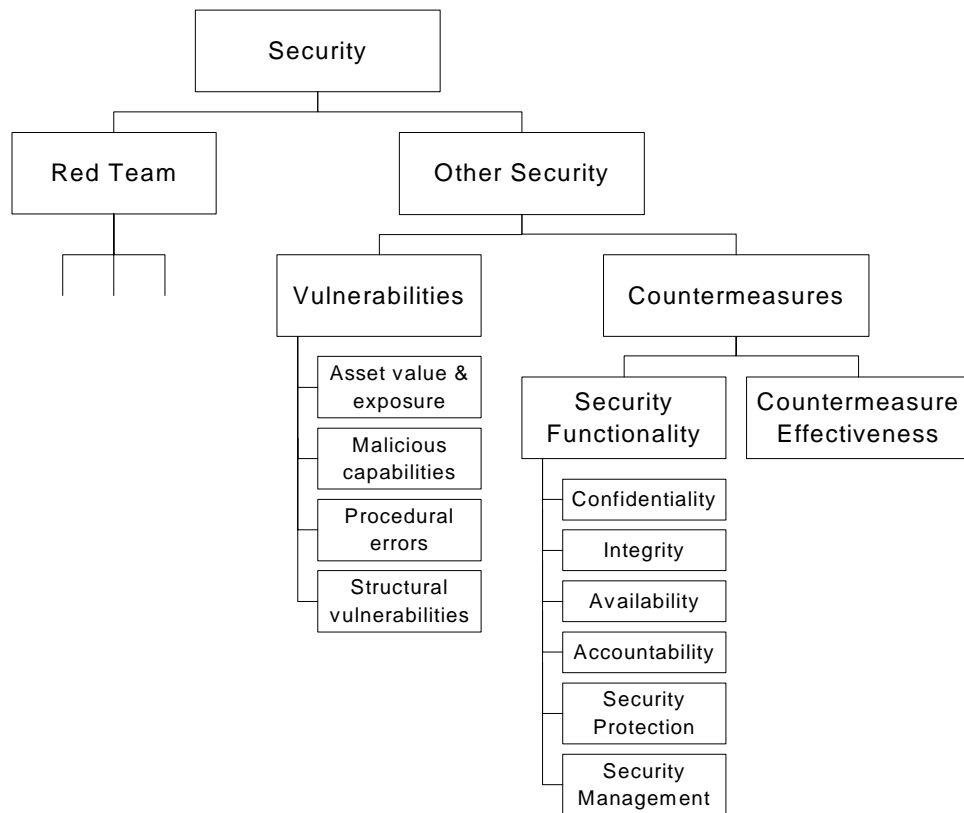 Security
Red Team
Other Security
Vulnerabilities
Countermeasures
Asset value &
exposure
Malicious
capabilities
Procedural
errors
Structural
vulnerabilities
Security
Functionality
Countermeasure
Effectiveness
Confidentiality
Integrity
Availability
Accountability
Security
Protection
Security
Management